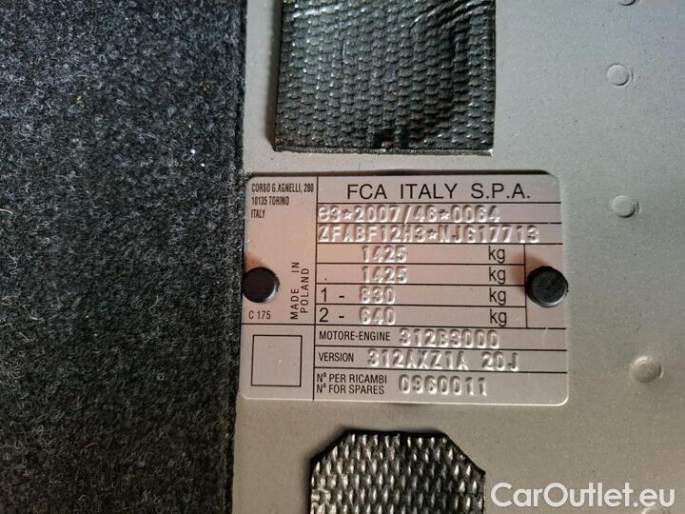 CORSO G.AGNELLI, 200
10135 TORINO
ITALY
FCA ITALY S.P.A.
e3*2007/46*0064
ZFABF12H3*MJG17713
1425 kg
1425 kg
1 - 830 kg
2 - 640 kg
MADE IN
POLAND
C 175
MOTORE-ENGINE 312B3000
VERSION 312AXZ1A 20J
N° PER RICAMBI
N° FOR SPARES 0960011
CarOutlet.eu